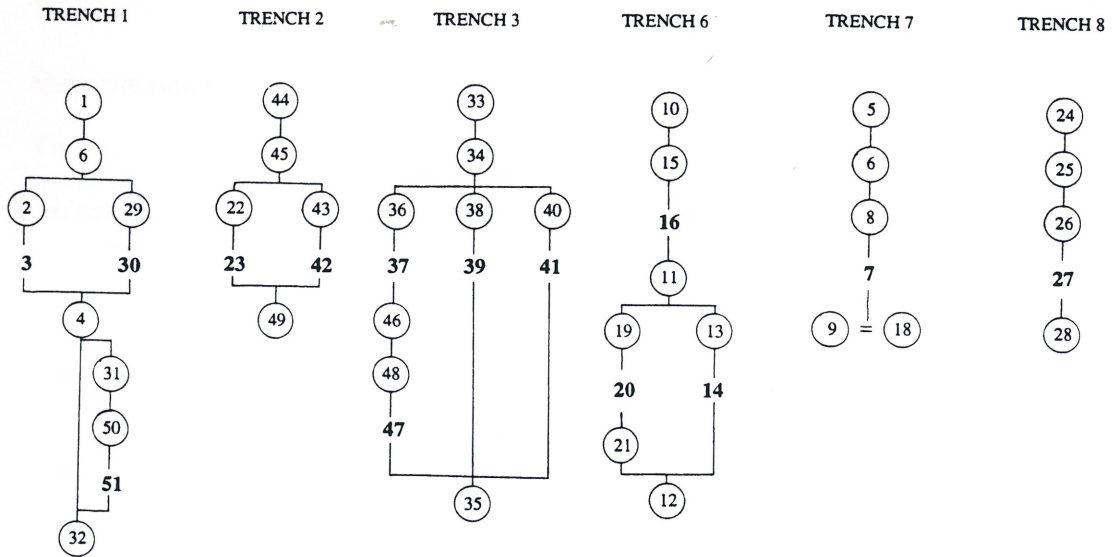 TRENCH 1 TRENCH 2 TRENCH 3 TRENCH 6 TRENCH 7 TRENCH 8
1 44 33 10 5 24
6 45 34 15 6 25
2 29 22 43 36 38 40 16 8 26
3 30 23 42 37 39 41 11 7 27
4 49 46 19 13 9 = 18 28
31 48 20 14
50 47 21
51 35 12
32